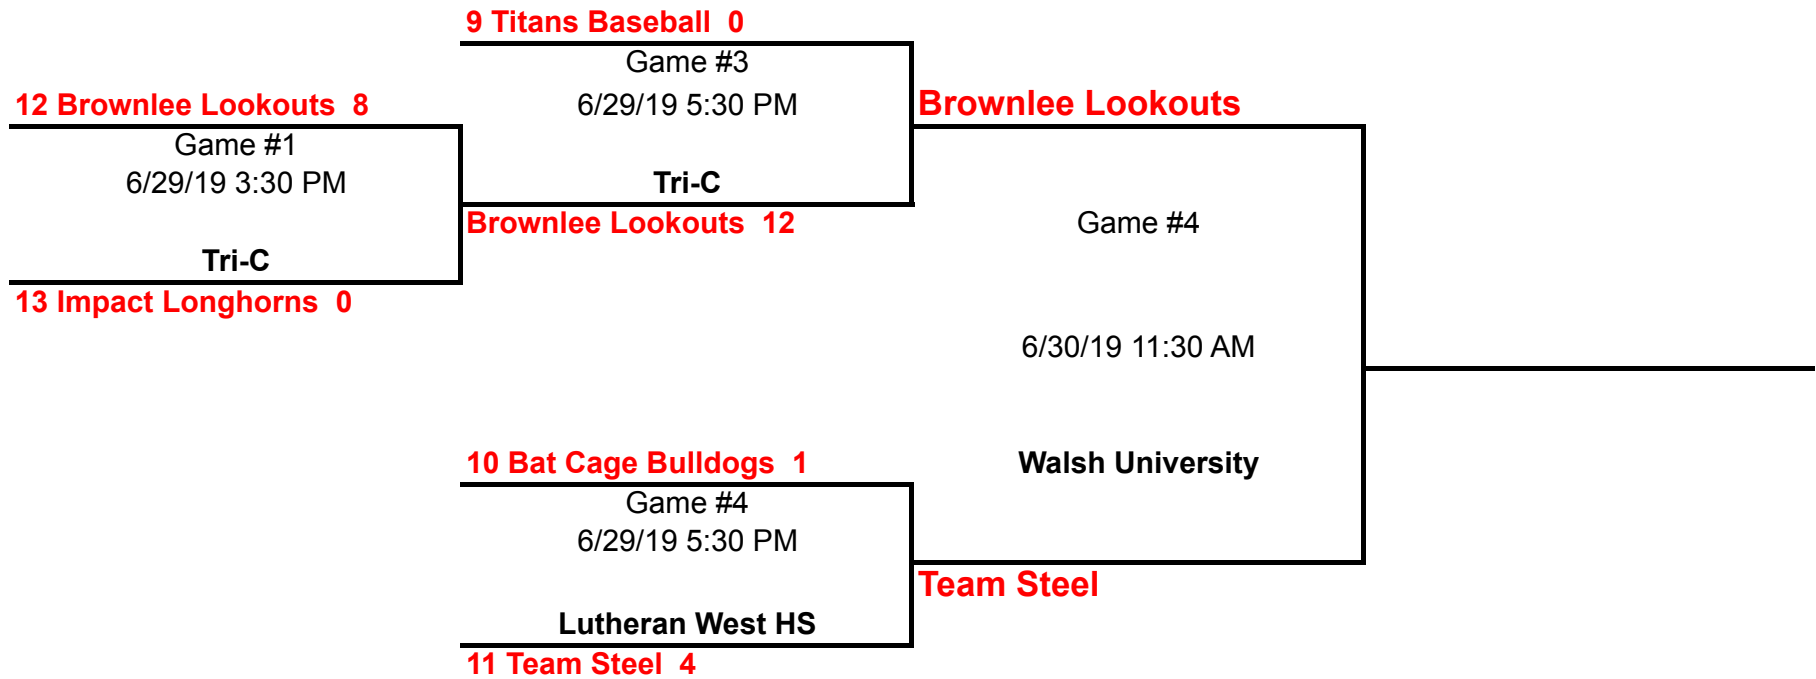 9 Titans Baseball  0
Game #3
12 Brownlee Lookouts  8
6/29/19 5:30 PM
Brownlee Lookouts
Game #1
6/29/19 3:30 PM
Tri-C
Brownlee Lookouts  12
Game #4
Tri-C
13 Impact Longhorns  0
6/30/19 11:30 AM
10 Bat Cage Bulldogs  1
Walsh University
Game #4
6/29/19 5:30 PM
Team Steel
Lutheran West HS
11 Team Steel  4